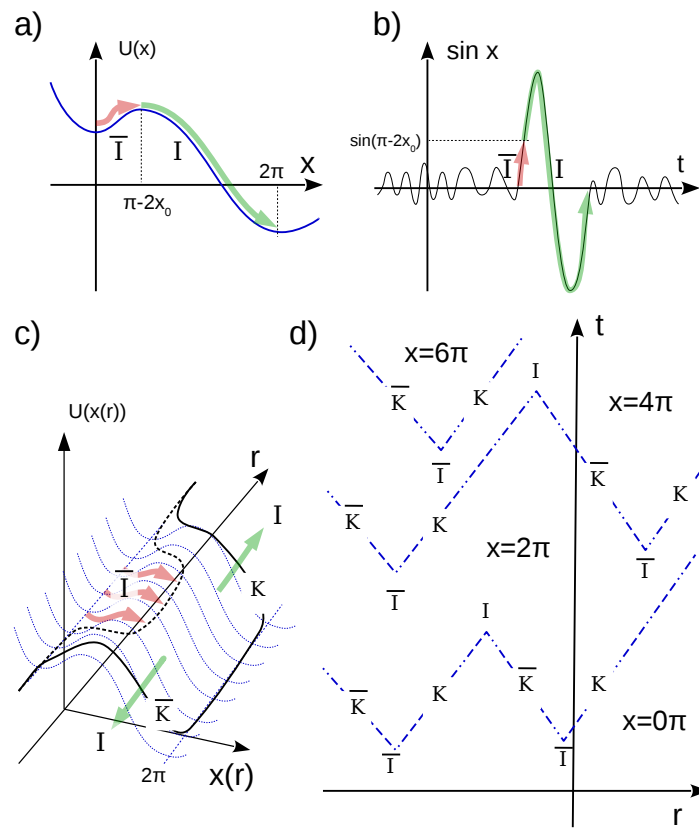 a)
U(x)
I̅
I
x
2π
π-2x₀
b)
sin x
sin(π-2x₀)
I̅
I
t
c)
U(x(r))
r
I
I̅
K
K̅
I
2π
x(r)
d)
t
x=6π
I
K̅
K
x=4π
I̅
K̅
K̅
K
K
x=2π
I̅
I̅
I
K̅
K
K̅
K
x=0π
I̅
I̅
r